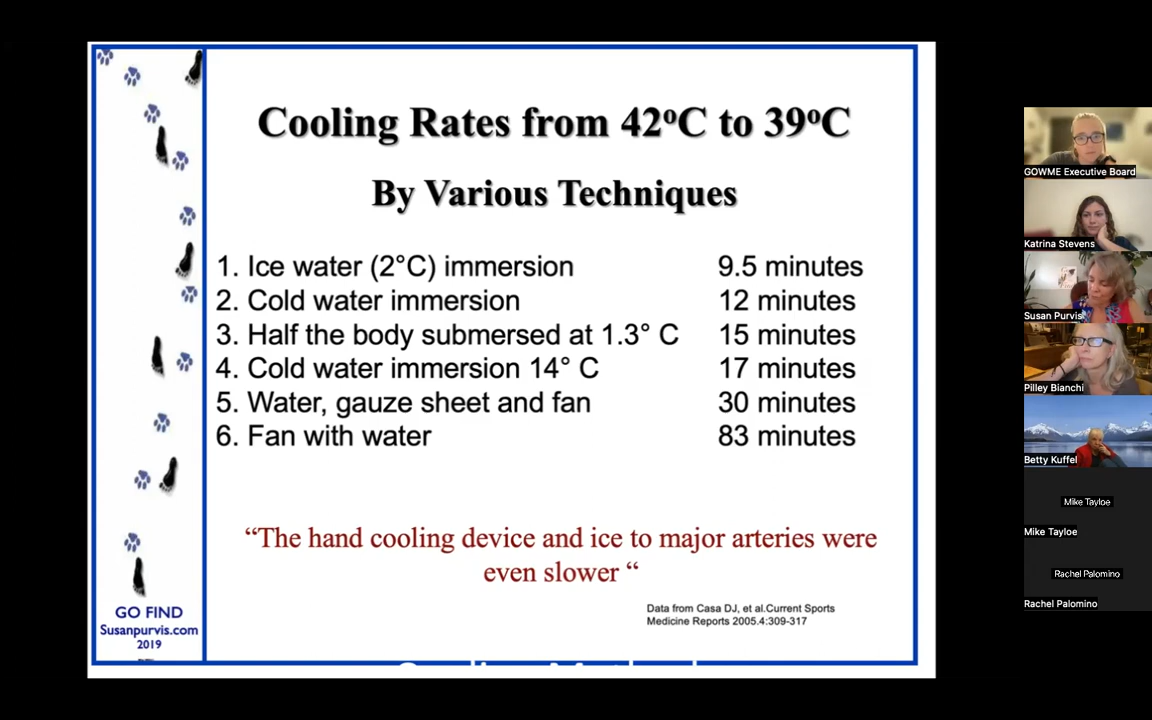 Cooling Rates from 42°C to 39°C
By Various Techniques
1. Ice water (2°C) immersion 9.5 minutes
2. Cold water immersion 12 minutes
3. Half the body submersed at 1.3° C 15 minutes
4. Cold water immersion 14° C 17 minutes
5. Water, gauze sheet and fan 30 minutes
6. Fan with water 83 minutes
“The hand cooling device and ice to major arteries were
even slower “
Data from Casa DJ, et al.Current Sports
Medicine Reports 2005.4:309-317
GO FIND
Susanpurvis.com
2019
GOWME Executive Board
Katrina Stevens
Susan Purvis
Pilley Bianchi
Betty Kuffel
Mike Tayloe
Mike Tayloe
Rachel Palomino
Rachel Palomino